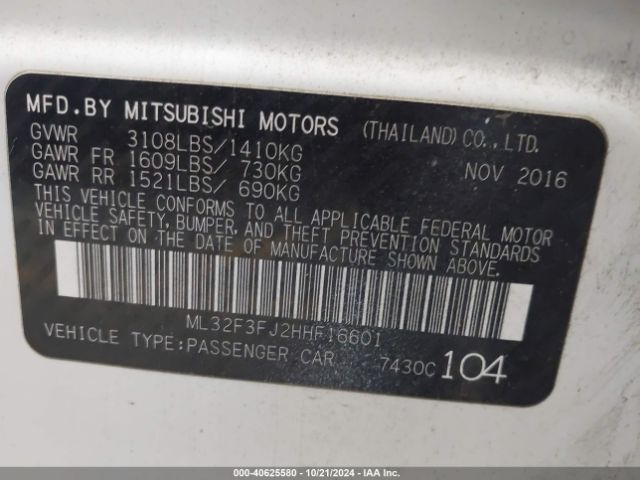 MFD.BY MITSUBISHI MOTORS (THAILAND) CO., LTD.
GVWR 3108LBS/1410KG
GAWR FR 1609LBS/ 730KG NOV 2016
GAWR RR 1521LBS/ 690KG
THIS VEHICLE CONFORMS TO ALL APPLICABLE FEDERAL MOTOR
VEHICLE SAFETY, BUMPER, AND THEFT PREVENTION STANDARDS
IN EFFECT ON THE DATE OF MANUFACTURE SHOWN ABOVE.
ML32F3FJ2HHF16601
VEHICLE TYPE:PASSENGER CAR 7430C 104
000-40625580 - 10/21/2024 - IAAI.COM